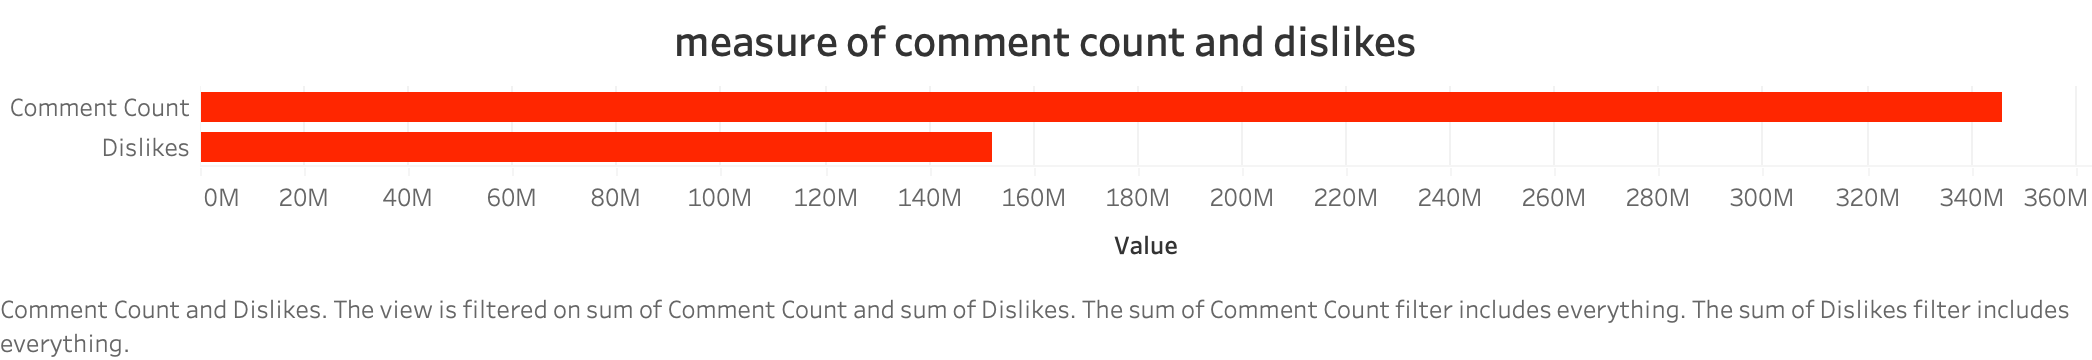 measure of comment count and dislikes
Comment Count
Dislikes
0M 20M 40M 60M 80M 100M 120M 140M 160M 180M 200M 220M 240M 260M 280M 300M 320M 340M 360M
Value
Comment Count and Dislikes. The view is filtered on sum of Comment Count and sum of Dislikes. The sum of Comment Count filter includes everything. The sum of Dislikes filter includes
everything.